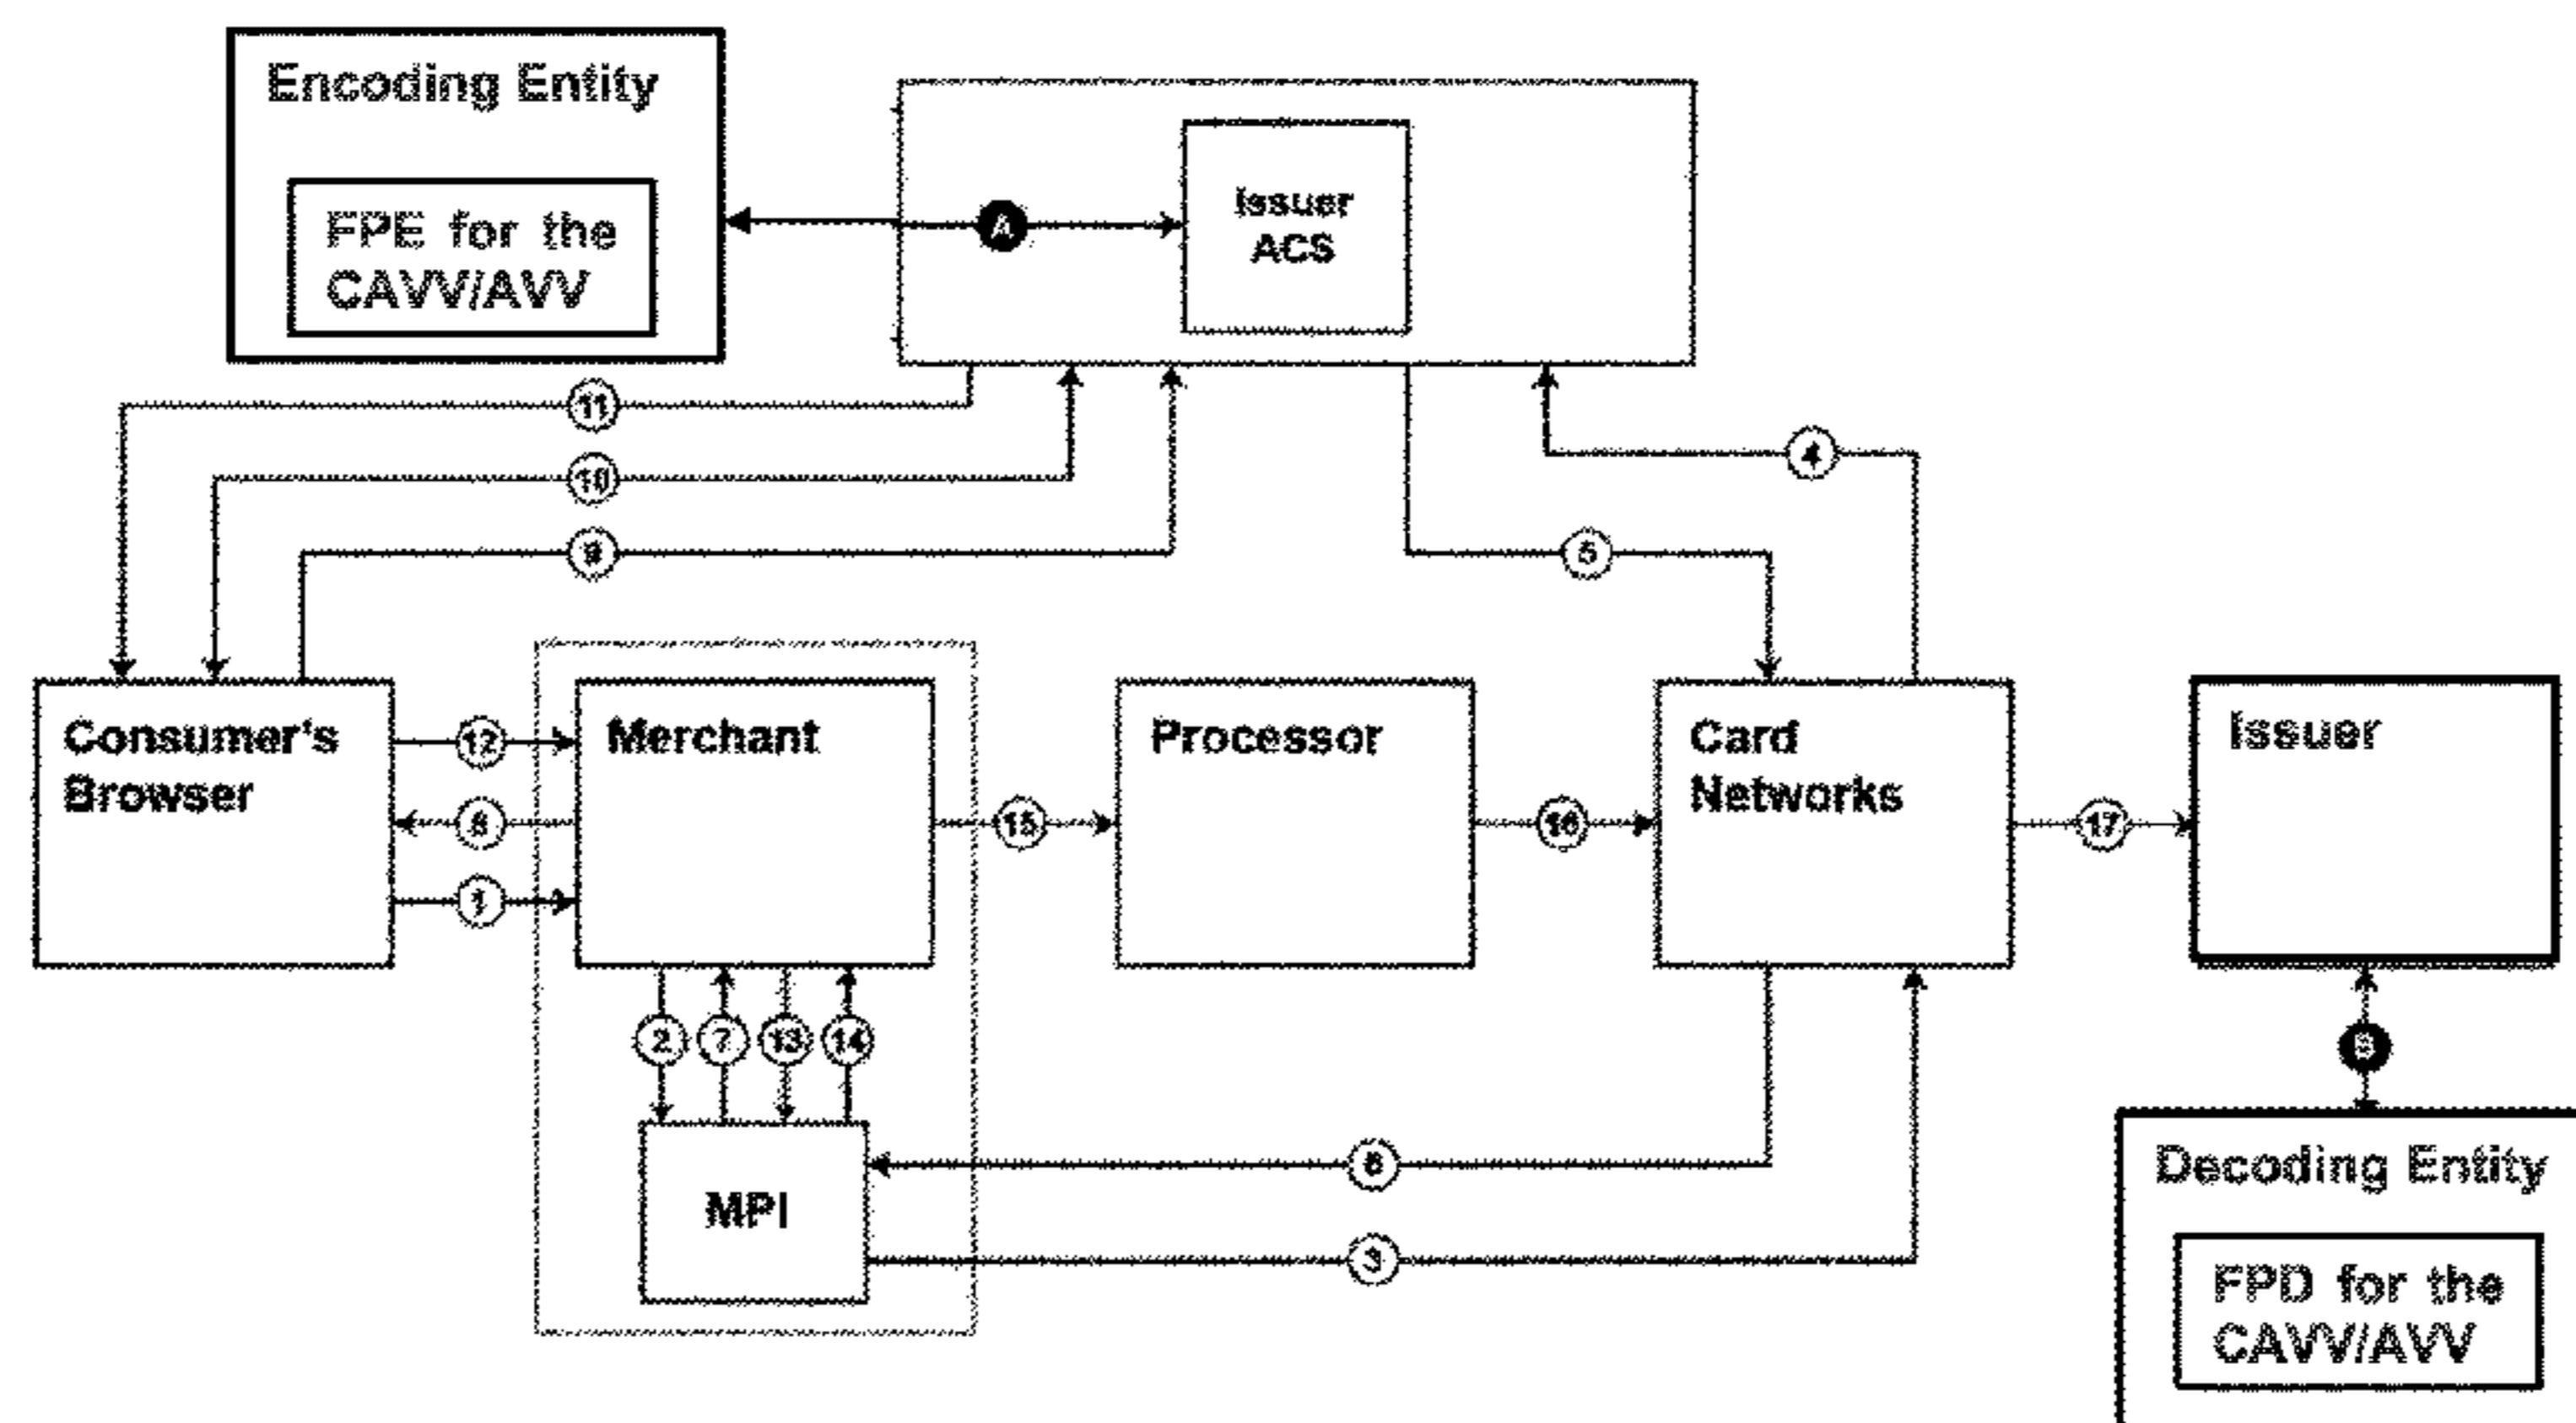 Encoding Entity
FPE for the
CAVV/AVV
A
Issuer
ACS
11
10
9
4
5
Consumer's
Browser
12
8
1
Merchant
15
Processor
16
Card
Networks
17
Issuer
2
7
13
14
MPI
6
3
B
Decoding Entity
FPD for the
CAVV/AVV